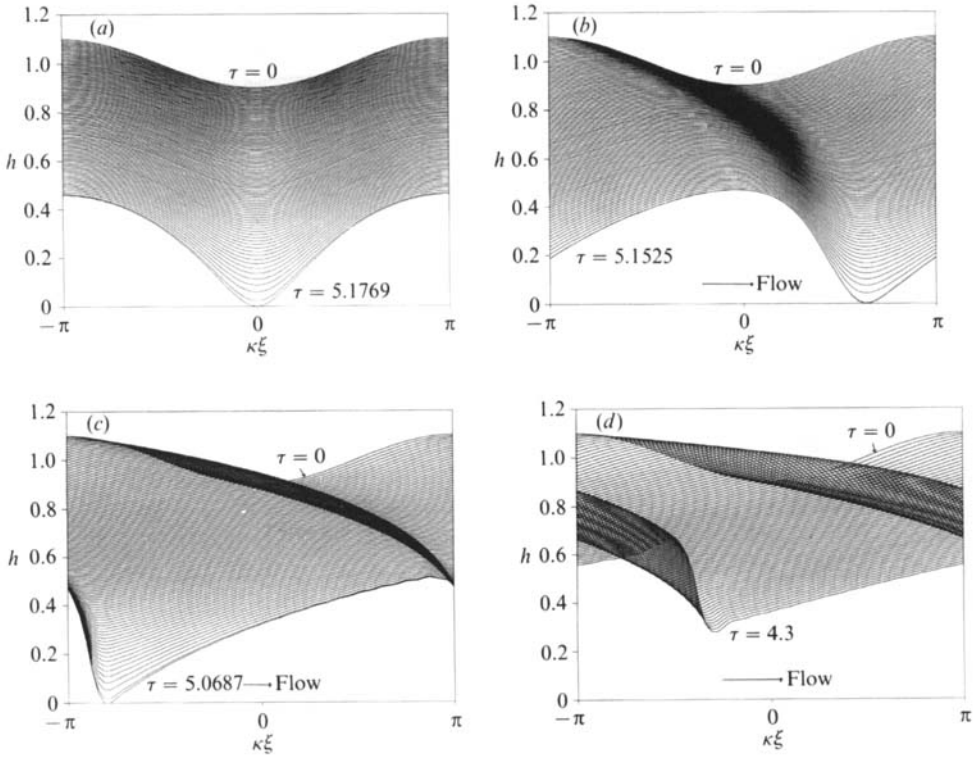 (a)
1.2
1.0
0.8
0.6
0.4
0.2
0
h
τ = 0
τ = 5.1769
−π
0
π
κξ
(b)
1.2
1.0
0.8
0.6
0.4
0.2
0
h
τ = 0
τ = 5.1525
Flow
−π
0
π
κξ
(c)
1.2
1.0
0.8
0.6
0.4
0.2
0
h
τ = 0
τ = 5.0687
Flow
−π
0
π
κξ
(d)
1.2
1.0
0.8
0.6
0.4
0.2
0
h
τ = 0
τ = 4.3
Flow
−π
0
π
κξ